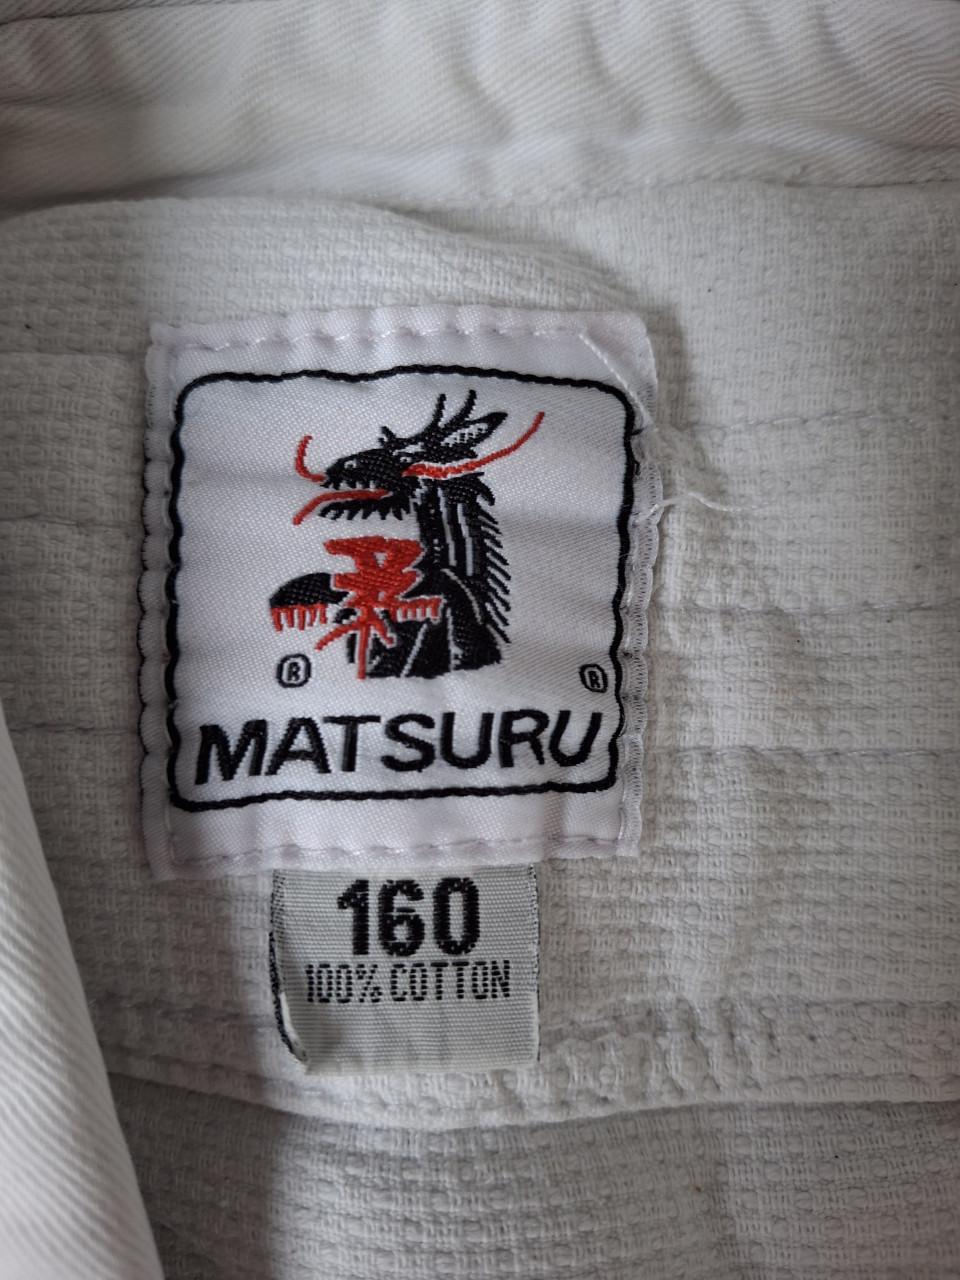 柔
® ®
MATSURU
160
100% COTTON